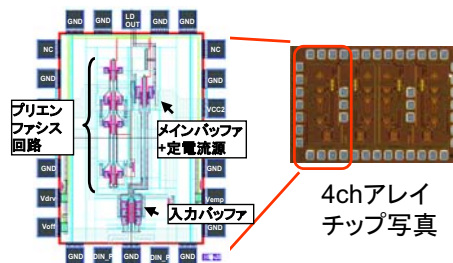 GND GND LD OUT GND GND
NC NC
GND GND
プリエン
ファシス
回路
VCC2
メインバッファ
+定電流源
GND GND
Vdrv Vemp
入力バッファ
Voff GND
GND DIN_P GND DIN_P GND
4chアレイ
チップ写真